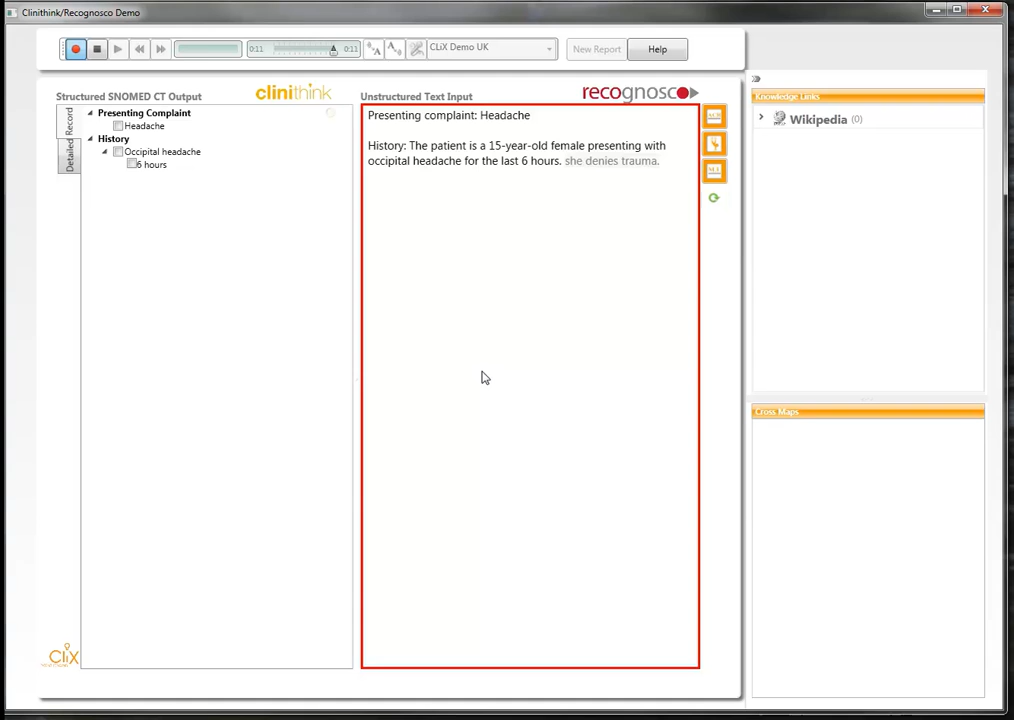 Clinithink/Recognosco Demo
0:11
0:11
CLiX Demo UK
New Report
Help
Structured SNOMED CT Output
clinithink
Record
Detailed
Presenting Complaint
Headache
History
Occipital headache
6 hours
CliX
Unstructured Text Input
recognosco
Presenting complaint: Headache
History: The patient is a 15-year-old female presenting with
occipital headache for the last 6 hours. she denies trauma.
Knowledge Links
Wikipedia (0)
Cross Maps